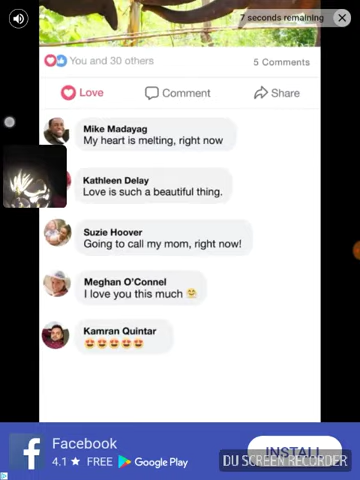 7 seconds remaining
You and 30 others
5 Comments
Love
Comment
Share
Mike Madayag
My heart is melting, right now
Kathleen Delay
Love is such a beautiful thing.
Suzie Hoover
Going to call my mom, right now!
Meghan O'Connel
I love you this much 🤗
Kamran Quintar
😍😍😍😍😍
Facebook
4.1 ★ FREE Google Play
INSTALL
DU SCREEN RECORDER